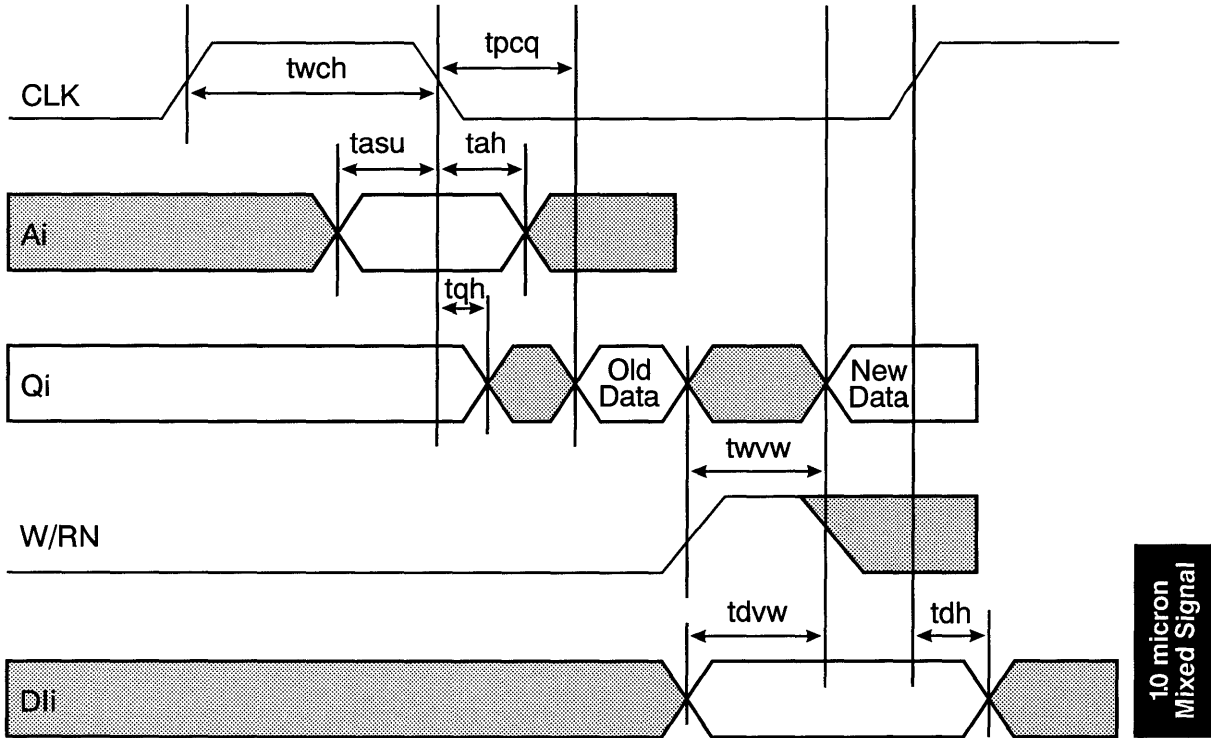 CLK
twch
tpcq
tasu
tah
Ai
tqh
Qi
Old
Data
New
Data
twvw
W/RN
tdvw
tdh
DIi
1.0 micron
Mixed Signal